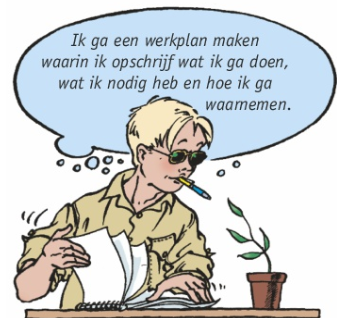 Ik ga een werkplan maken
waarin ik opschrijf wat ik ga doen,
wat ik nodig heb en hoe ik ga
waarnemen.